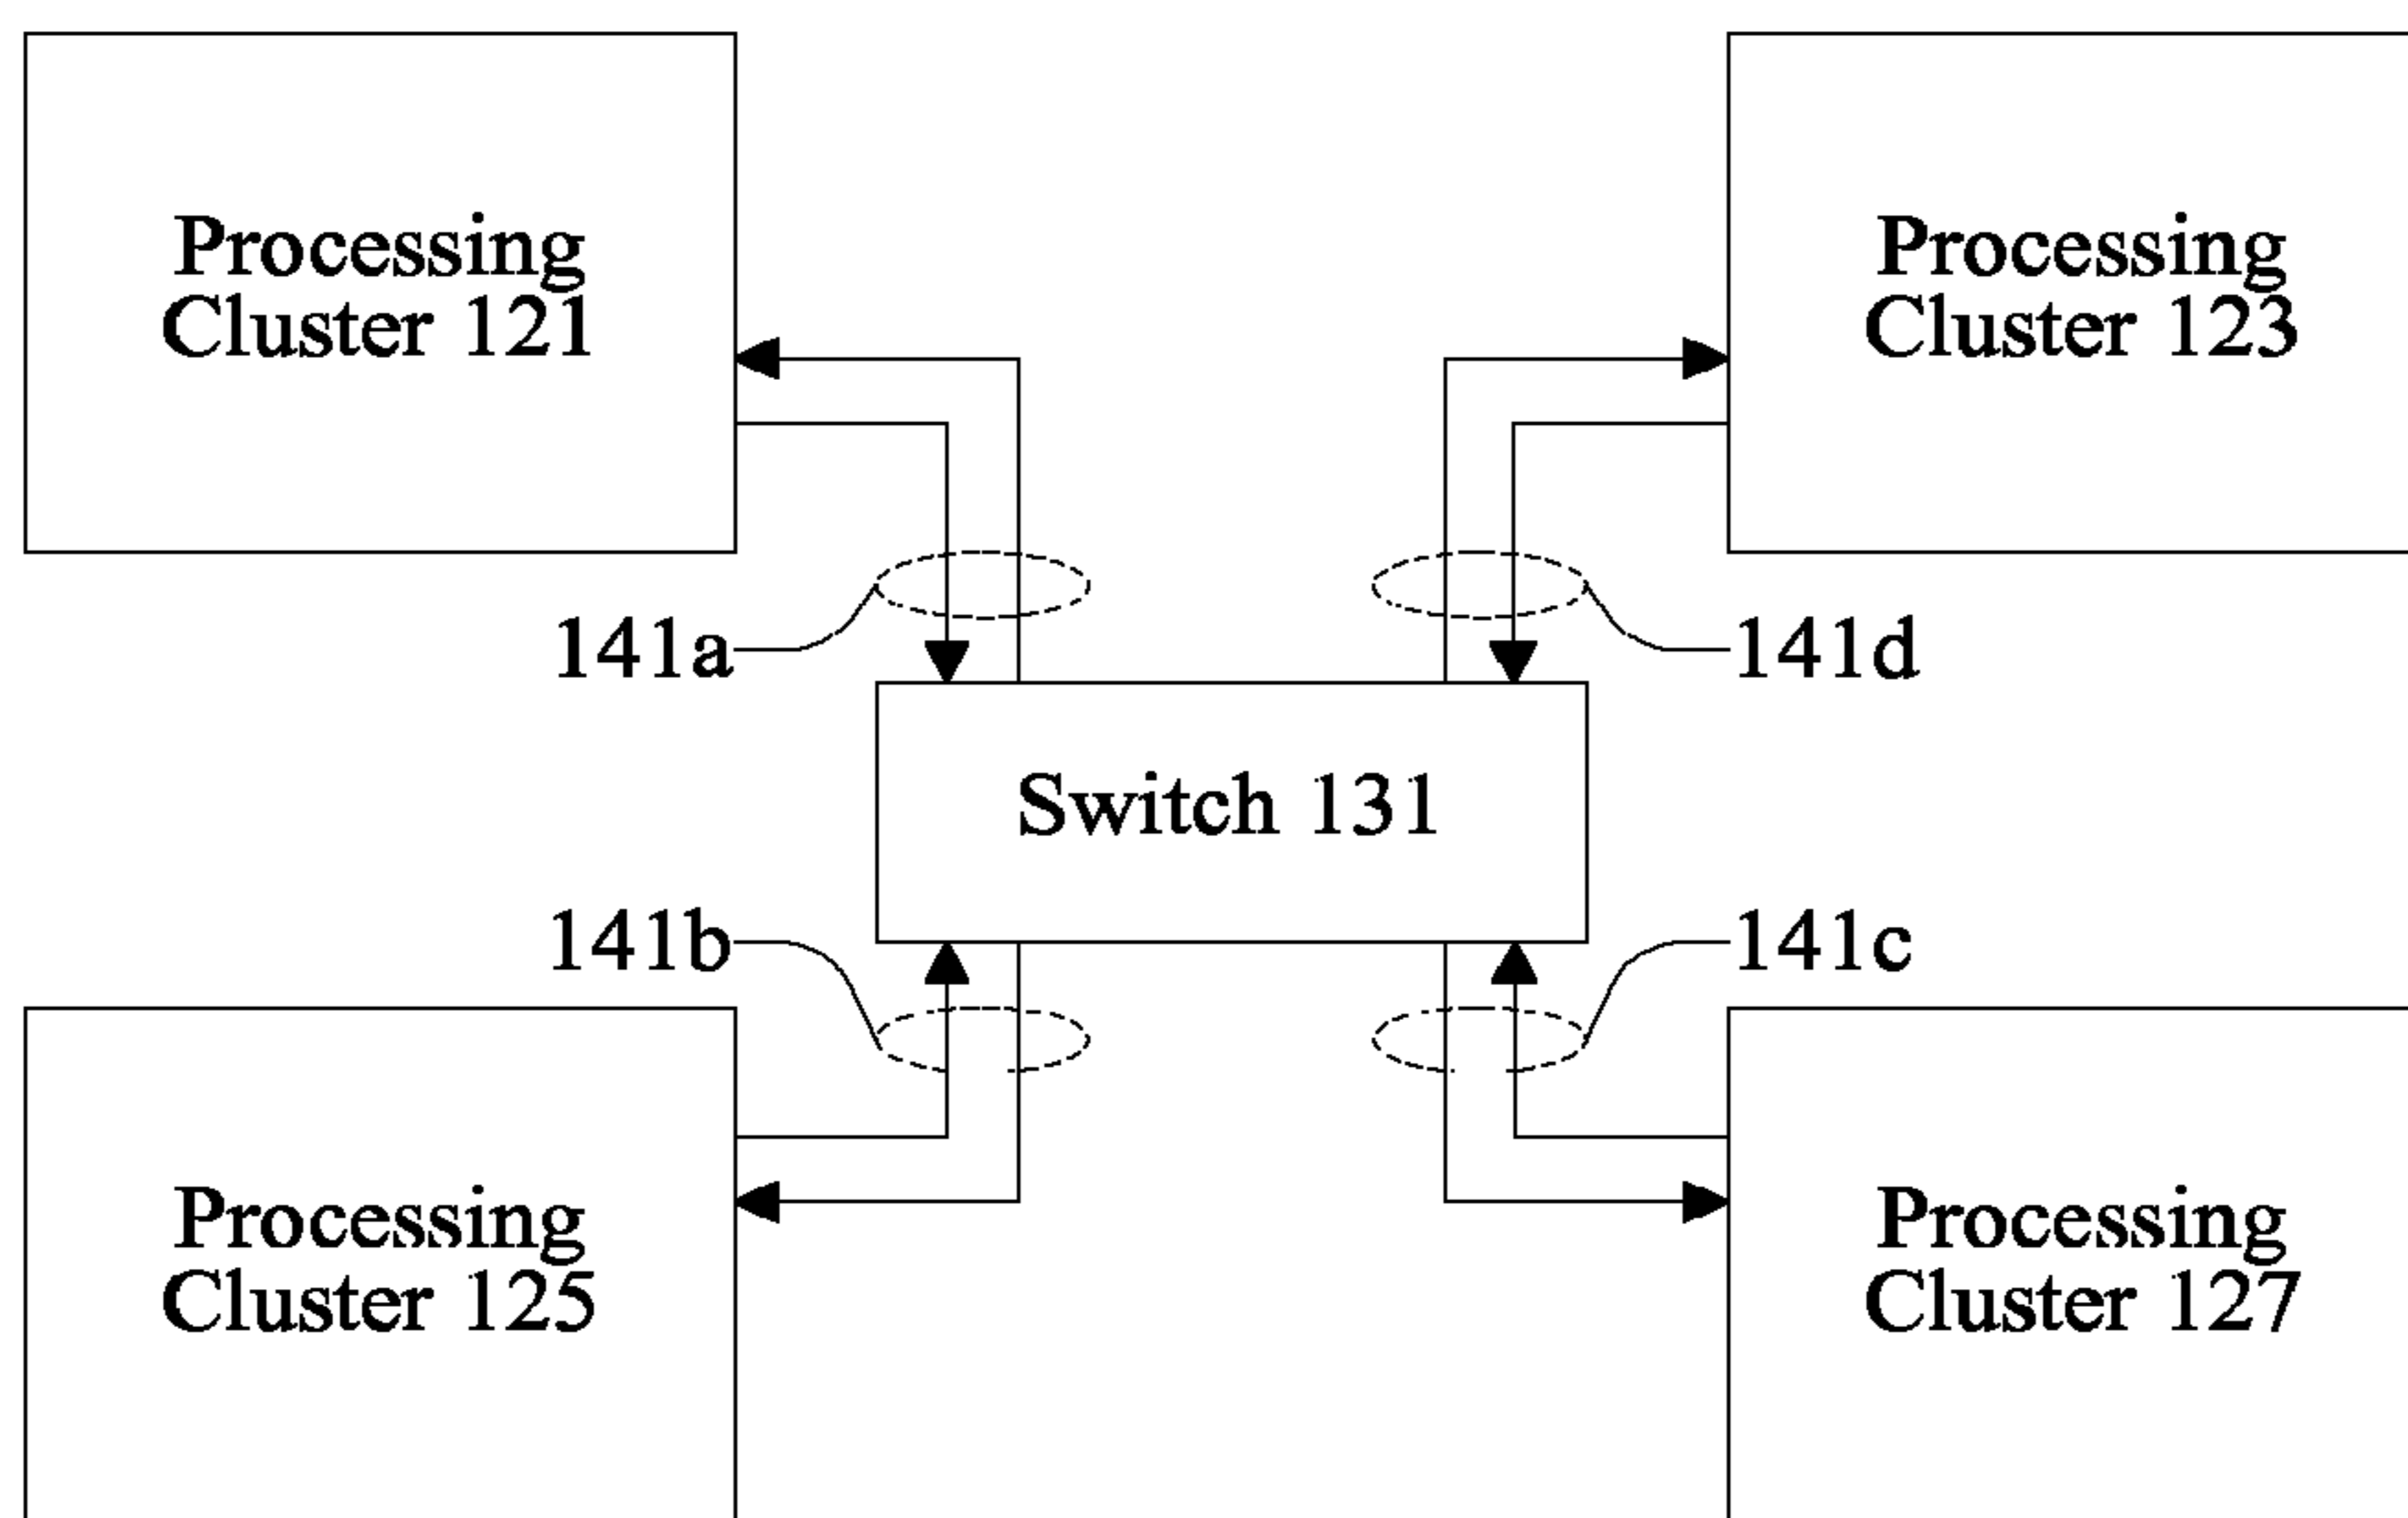 Processing
Cluster 121
Processing
Cluster 123
141a
141d
Switch 131
141b
141c
Processing
Cluster 125
Processing
Cluster 127